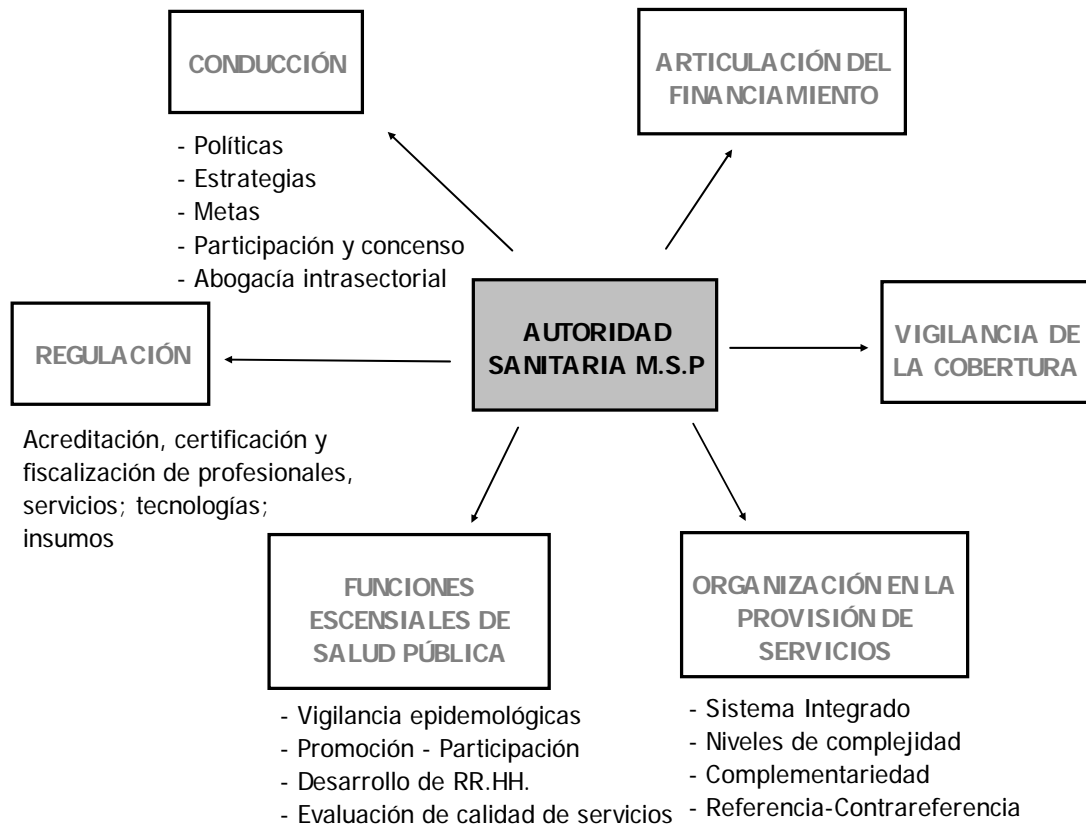 CONDUCCIÓN
- Políticas
- Estrategias
- Metas
- Participación y concenso
- Abogacía intrasectorial
ARTICULACIÓN DEL
FINANCIAMIENTO
AUTORIDAD
SANITARIA M.S.P
REGULACIÓN
Acreditación, certificación y
fiscalización de profesionales,
servicios; tecnologías;
insumos
VIGILANCIA DE
LA COBERTURA
FUNCIONES
ESCENSIALES DE
SALUD PÚBLICA
- Vigilancia epidemológicas
- Promoción - Participación
- Desarrollo de RR.HH.
- Evaluación de calidad de servicios
ORGANIZACIÓN EN LA
PROVISIÓN DE
SERVICIOS
- Sistema Integrado
- Niveles de complejidad
- Complementariedad
- Referencia-Contrareferencia